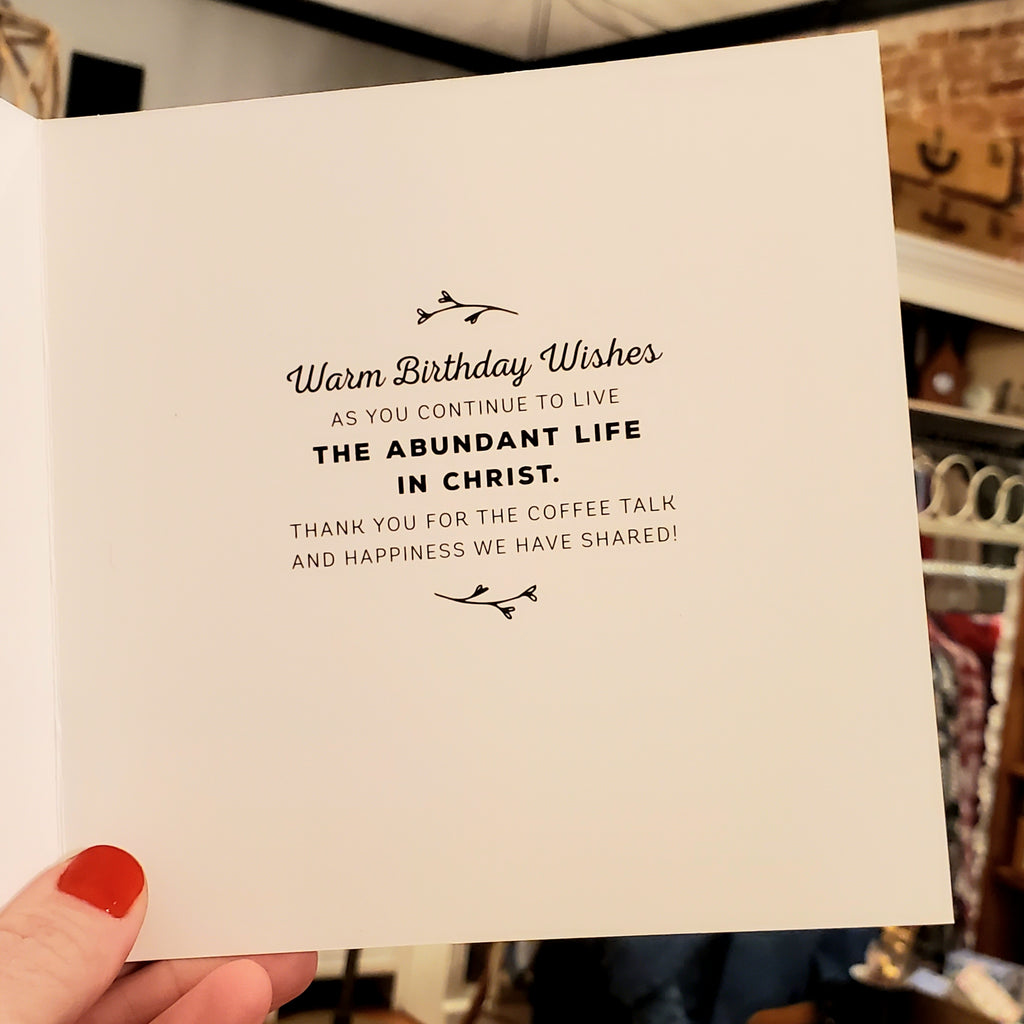 Warm Birthday Wishes
AS YOU CONTINUE TO LIVE
THE ABUNDANT LIFE
IN CHRIST.
THANK YOU FOR THE COFFEE TALK
AND HAPPINESS WE HAVE SHARED!